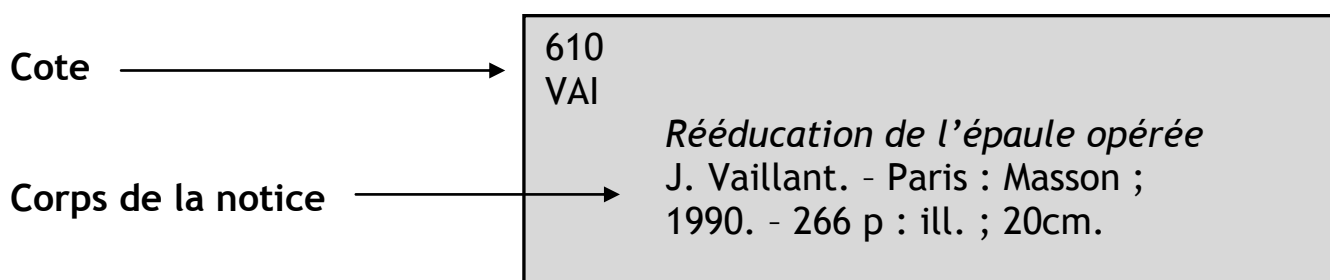 Cote
610
VAI
Rééducation de l’épaule opérée
Corps de la notice
J. Vaillant. – Paris : Masson ;
1990. – 266 p : ill. ; 20cm.